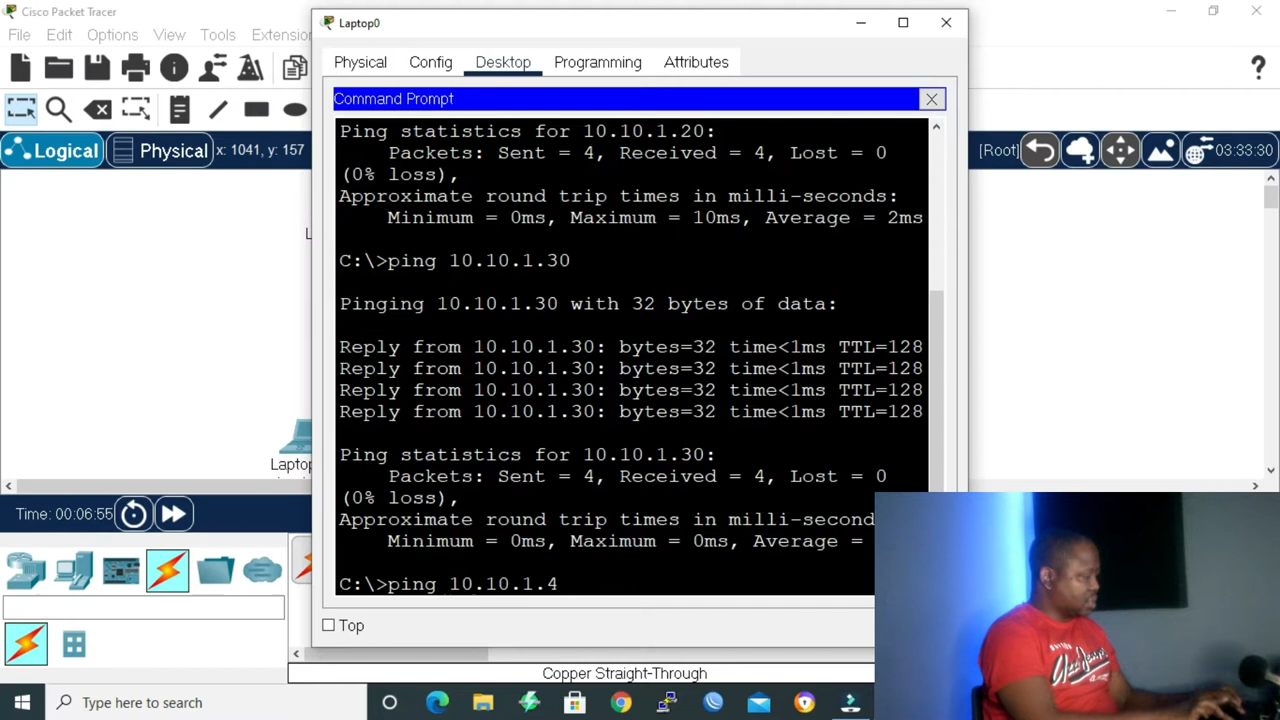 Cisco Packet Tracer
Laptop0
File Edit Options View Tools Extension
Physical Config Desktop Programming Attributes
Command Prompt
Logical Physical x: 1041, y: 157
[Root] 03:33:30
Ping statistics for 10.10.1.20:
Packets: Sent = 4, Received = 4, Lost = 0
(0% loss),
Approximate round trip times in milli-seconds:
Minimum = 0ms, Maximum = 10ms, Average = 2ms
C:\>ping 10.10.1.30
Pinging 10.10.1.30 with 32 bytes of data:
Reply from 10.10.1.30: bytes=32 time<1ms TTL=128
Reply from 10.10.1.30: bytes=32 time<1ms TTL=128
Reply from 10.10.1.30: bytes=32 time<1ms TTL=128
Reply from 10.10.1.30: bytes=32 time<1ms TTL=128
Ping statistics for 10.10.1.30:
Packets: Sent = 4, Received = 4, Lost = 0
(0% loss),
Approximate round trip times in milli-second
Minimum = 0ms, Maximum = 0ms, Average =
C:\>ping 10.10.1.4
L
Laptop
Time: 00:06:55
Top
Copper Straight-Through
Type here to search